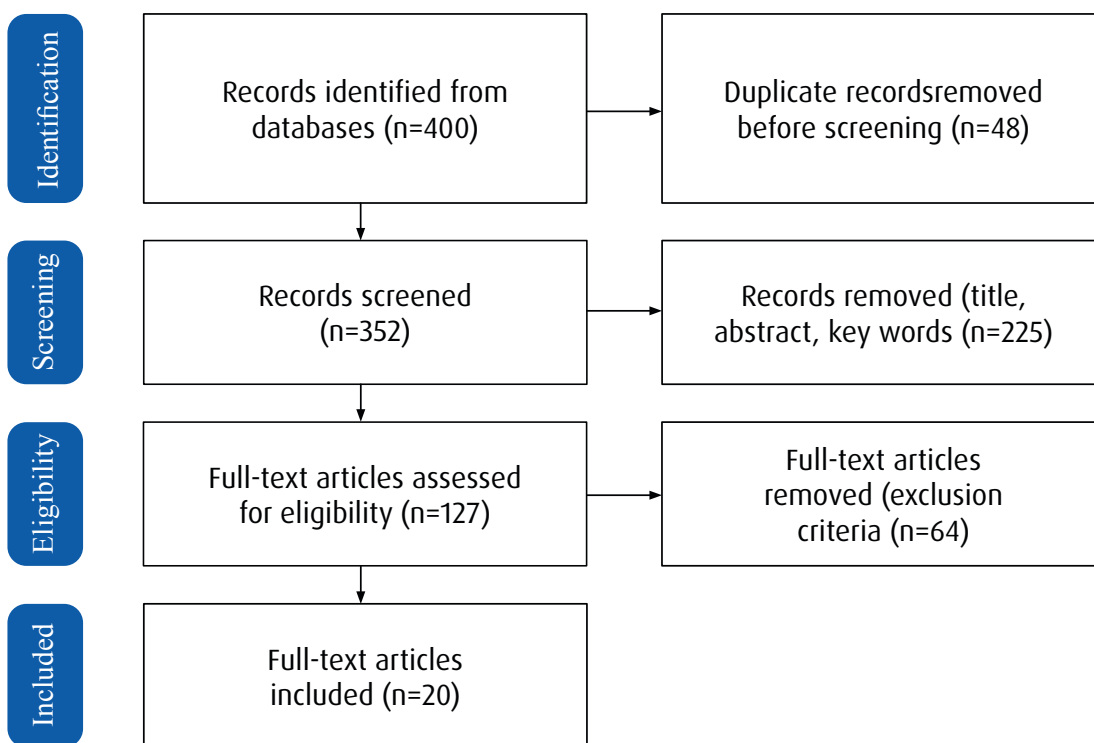 Identification
Records identified from
databases (n=400)
Duplicate recordsremoved
before screening (n=48)
Screening
Records screened
(n=352)
Records removed (title,
abstract, key words (n=225)
Eligibility
Full-text articles assessed
for eligibility (n=127)
Full-text articles
removed (exclusion
criteria (n=64)
Included
Full-text articles
included (n=20)